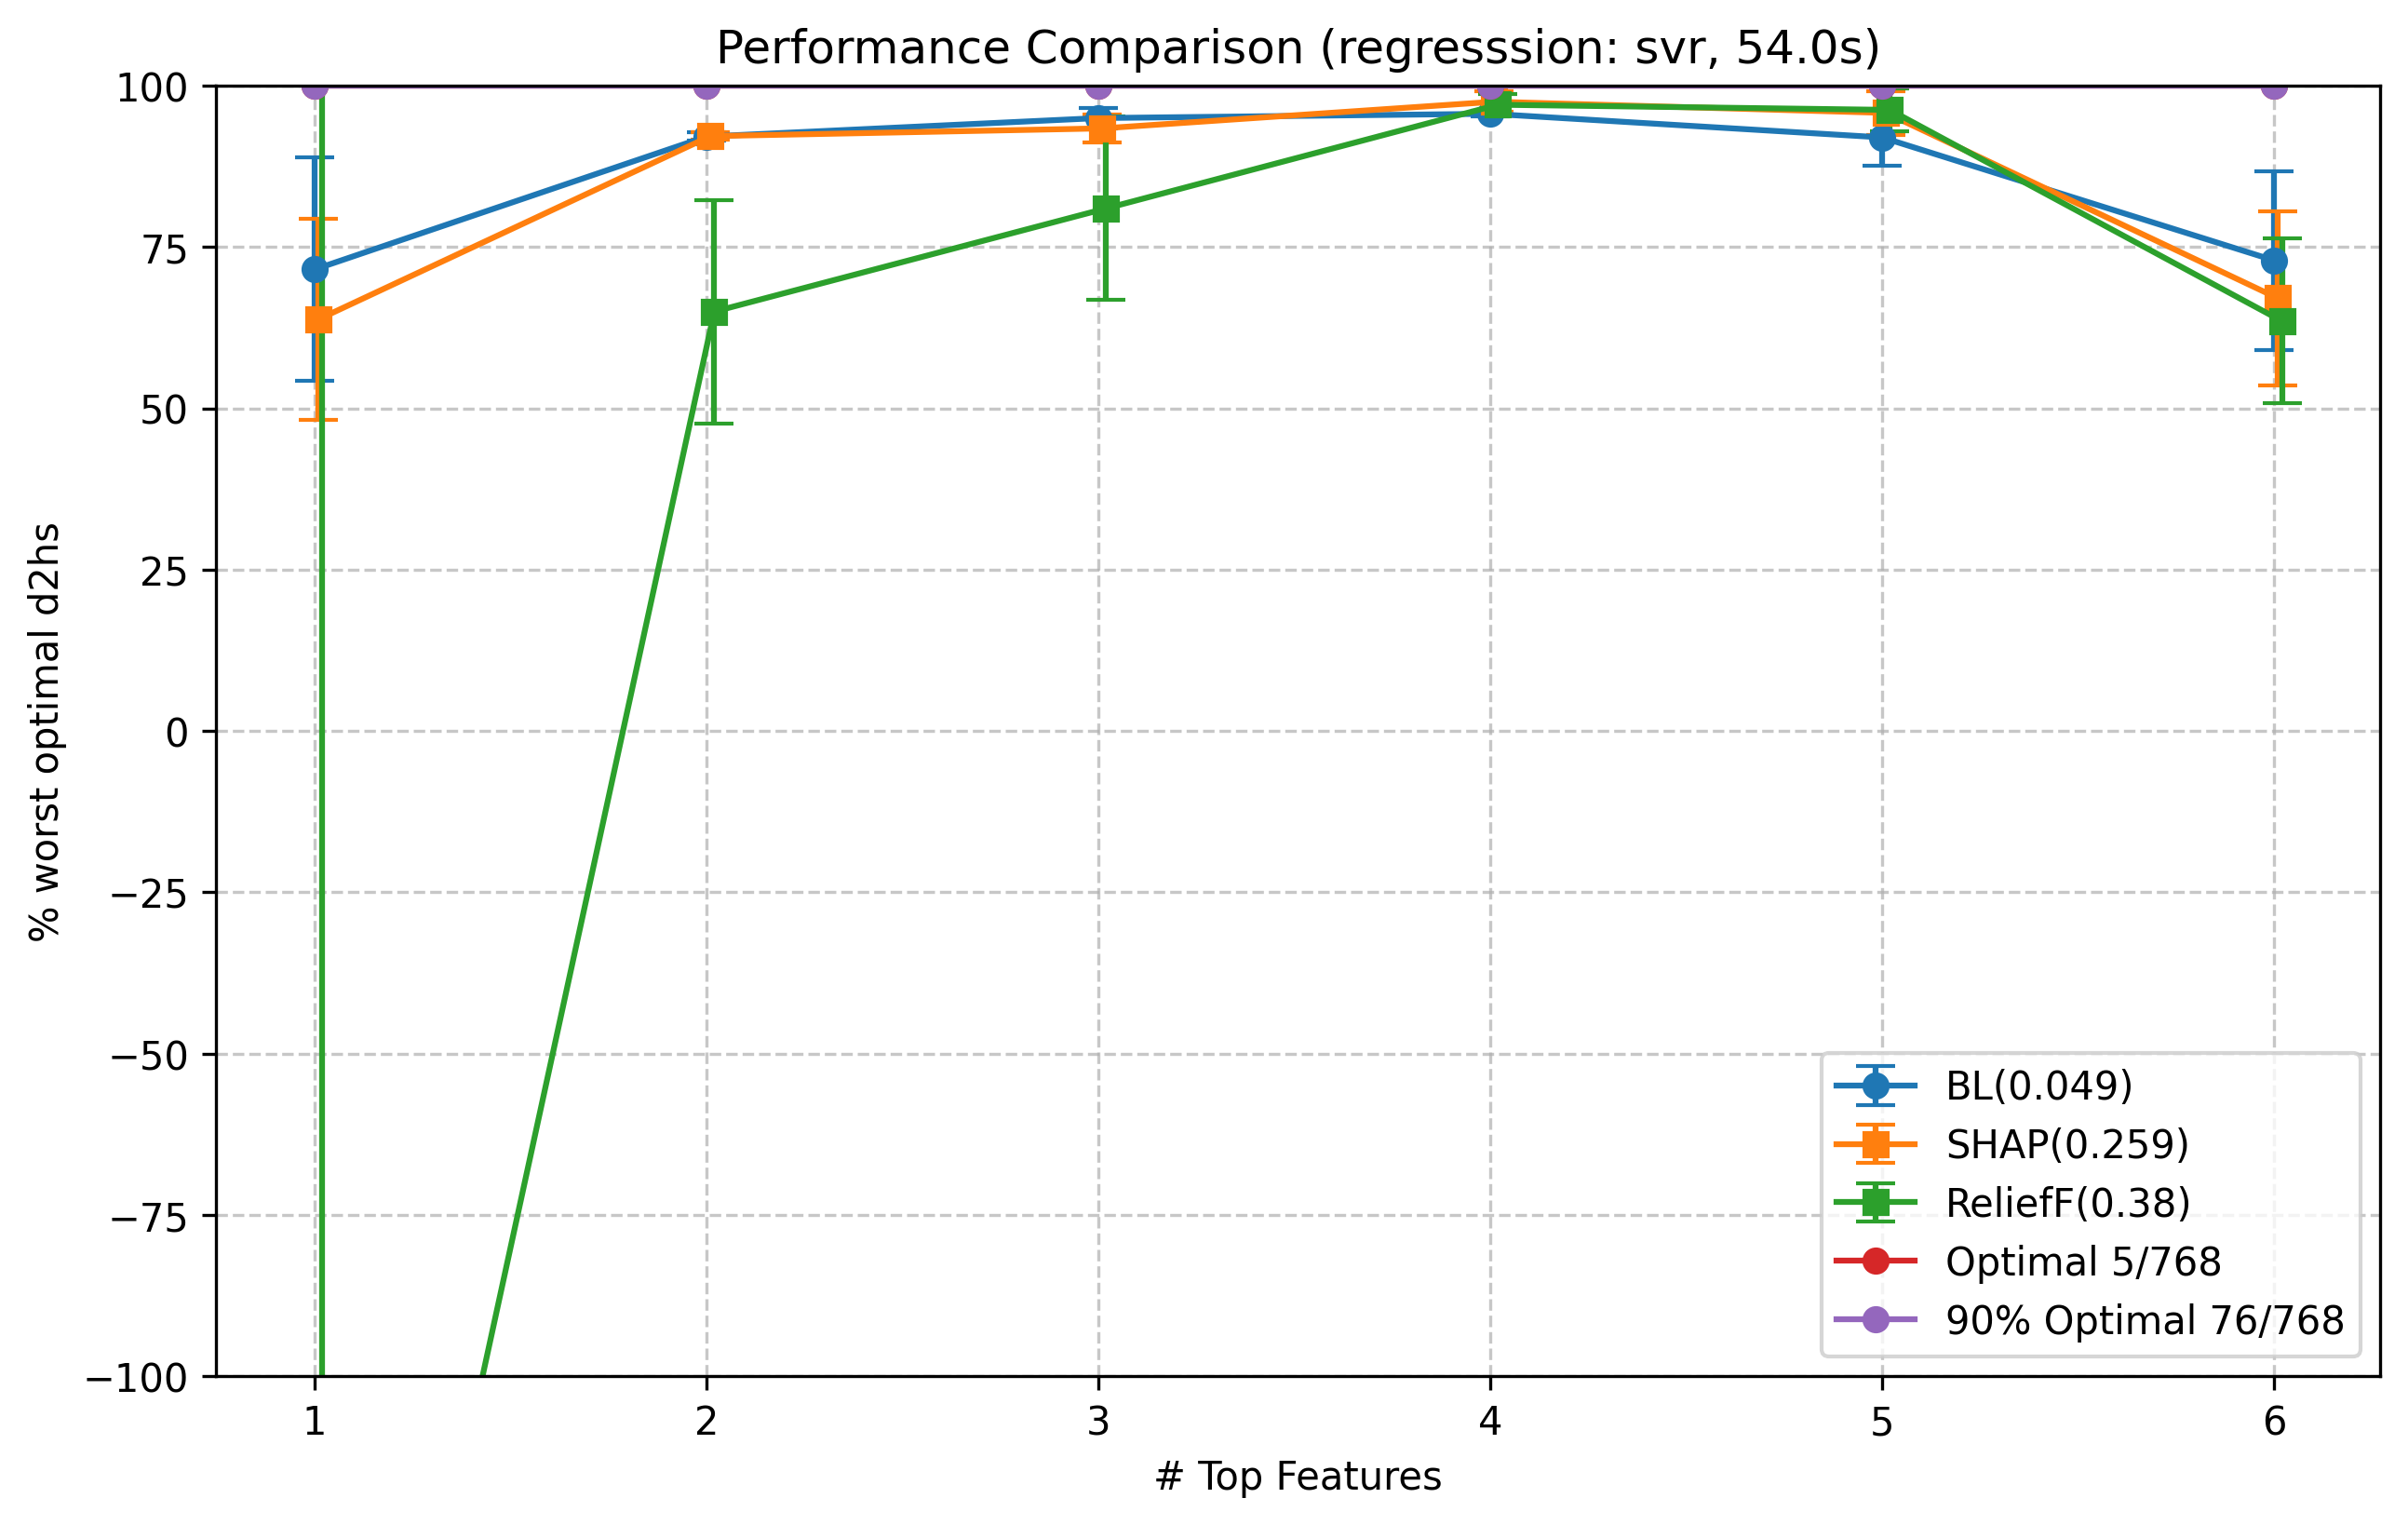 Performance Comparison (regresssion: svr, 54.0s)
100
75
50
25
0
−25
−50
−75
−100
% worst optimal d2hs
BL(0.049)
SHAP(0.259)
ReliefF(0.38)
Optimal 5/768
90% Optimal 76/768
1 2 3 4 5 6
# Top Features